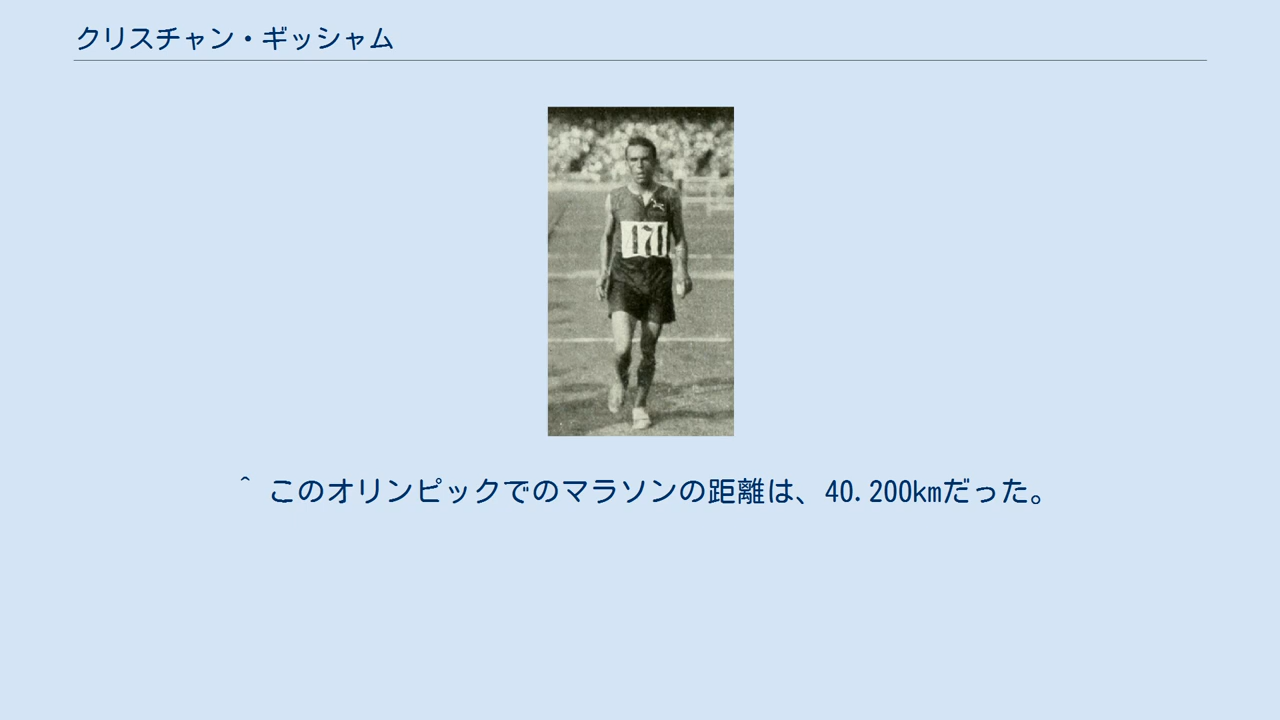 クリスチャン・ギッシャム
^ このオリンピックでのマラソンの距離は、40.200kmだった。